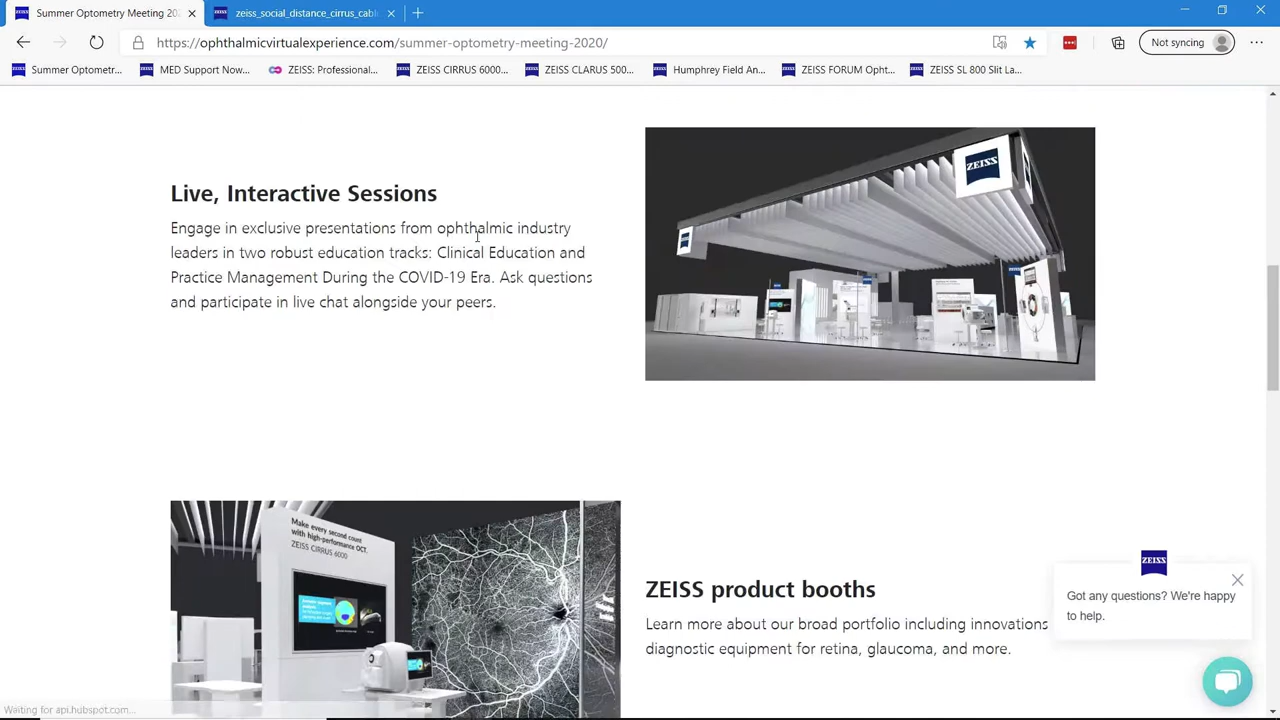 Summer Optometry Meeting 202
zeiss_social_distance_cirrus_cabl
https://ophthalmicvirtualexperience.com/summer-optometry-meeting-2020/
Not syncing
Summer Optometry...
MED Support Now...
ZEISS: Professional...
ZEISS CIRRUS 6000...
ZEISS CLARUS 500...
Humphrey Field An...
ZEISS FORUM Opht...
ZEISS SL 800 Slit La...
ZEISS
Live, Interactive Sessions
Engage in exclusive presentations from ophthalmic industry
leaders in two robust education tracks: Clinical Education and
Practice Management During the COVID-19 Era. Ask questions
and participate in live chat alongside your peers.
Make every second count
with high-performance OCT.
ZEISS CIRRUS 6000
ZEISS product booths
Learn more about our broad portfolio including innovations
diagnostic equipment for retina, glaucoma, and more.
ZEISS
Got any questions? We're happy
to help.
Waiting for api.hubspot.com...